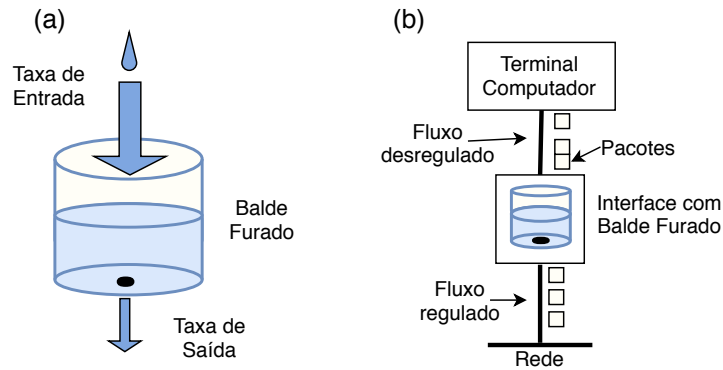 (a)
Taxa de
Entrada
Balde
Furado
Taxa de
Saída
(b)
Terminal
Computador
Fluxo
desregulado
Pacotes
Interface com
Balde Furado
Fluxo
regulado
Rede